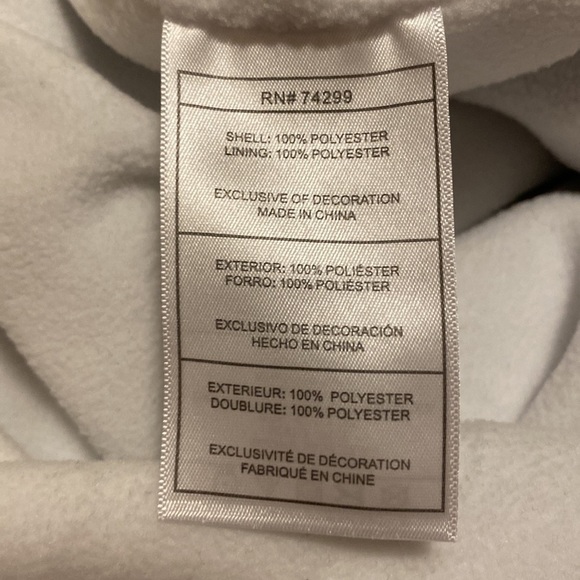 RN# 74299
SHELL: 100% POLYESTER
LINING: 100% POLYESTER
EXCLUSIVE OF DECORATION
MADE IN CHINA
EXTERIOR: 100% POLIÉSTER
FORRO: 100% POLIÉSTER
EXCLUSIVO DE DECORACIÓN
HECHO EN CHINA
EXTERIEUR: 100% POLYESTER
DOUBLURE: 100% POLYESTER
EXCLUSIVITÉ DE DÉCORATION
FABRIQUÉ EN CHINE